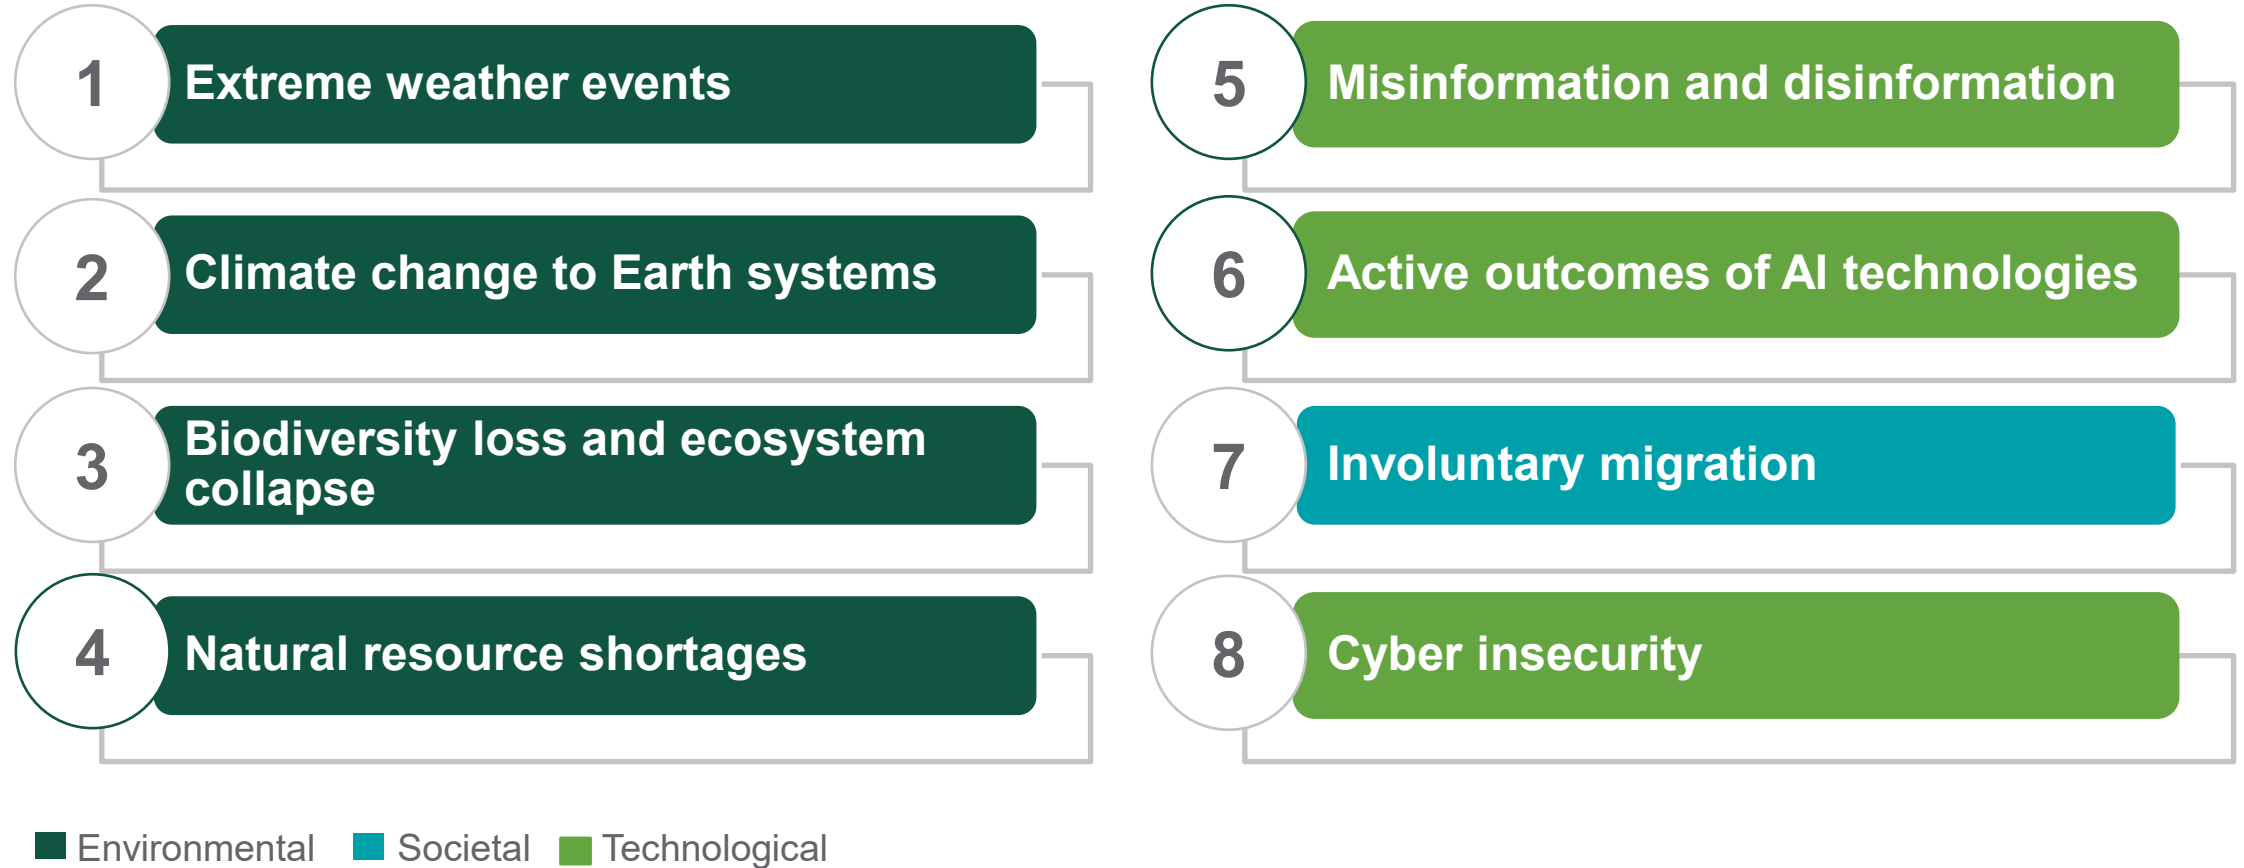 1
Extreme weather events
2
Climate change to Earth systems
3
Biodiversity loss and ecosystem
collapse
4
Natural resource shortages
5
Misinformation and disinformation
6
Active outcomes of AI technologies
7
Involuntary migration
8
Cyber insecurity
Environmental
Societal
Technological